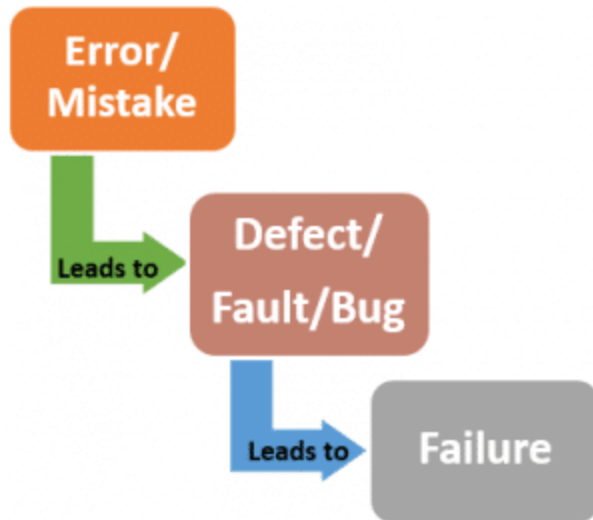 Error/
Mistake
Leads to
Defect/
Fault/Bug
Leads to
Failure